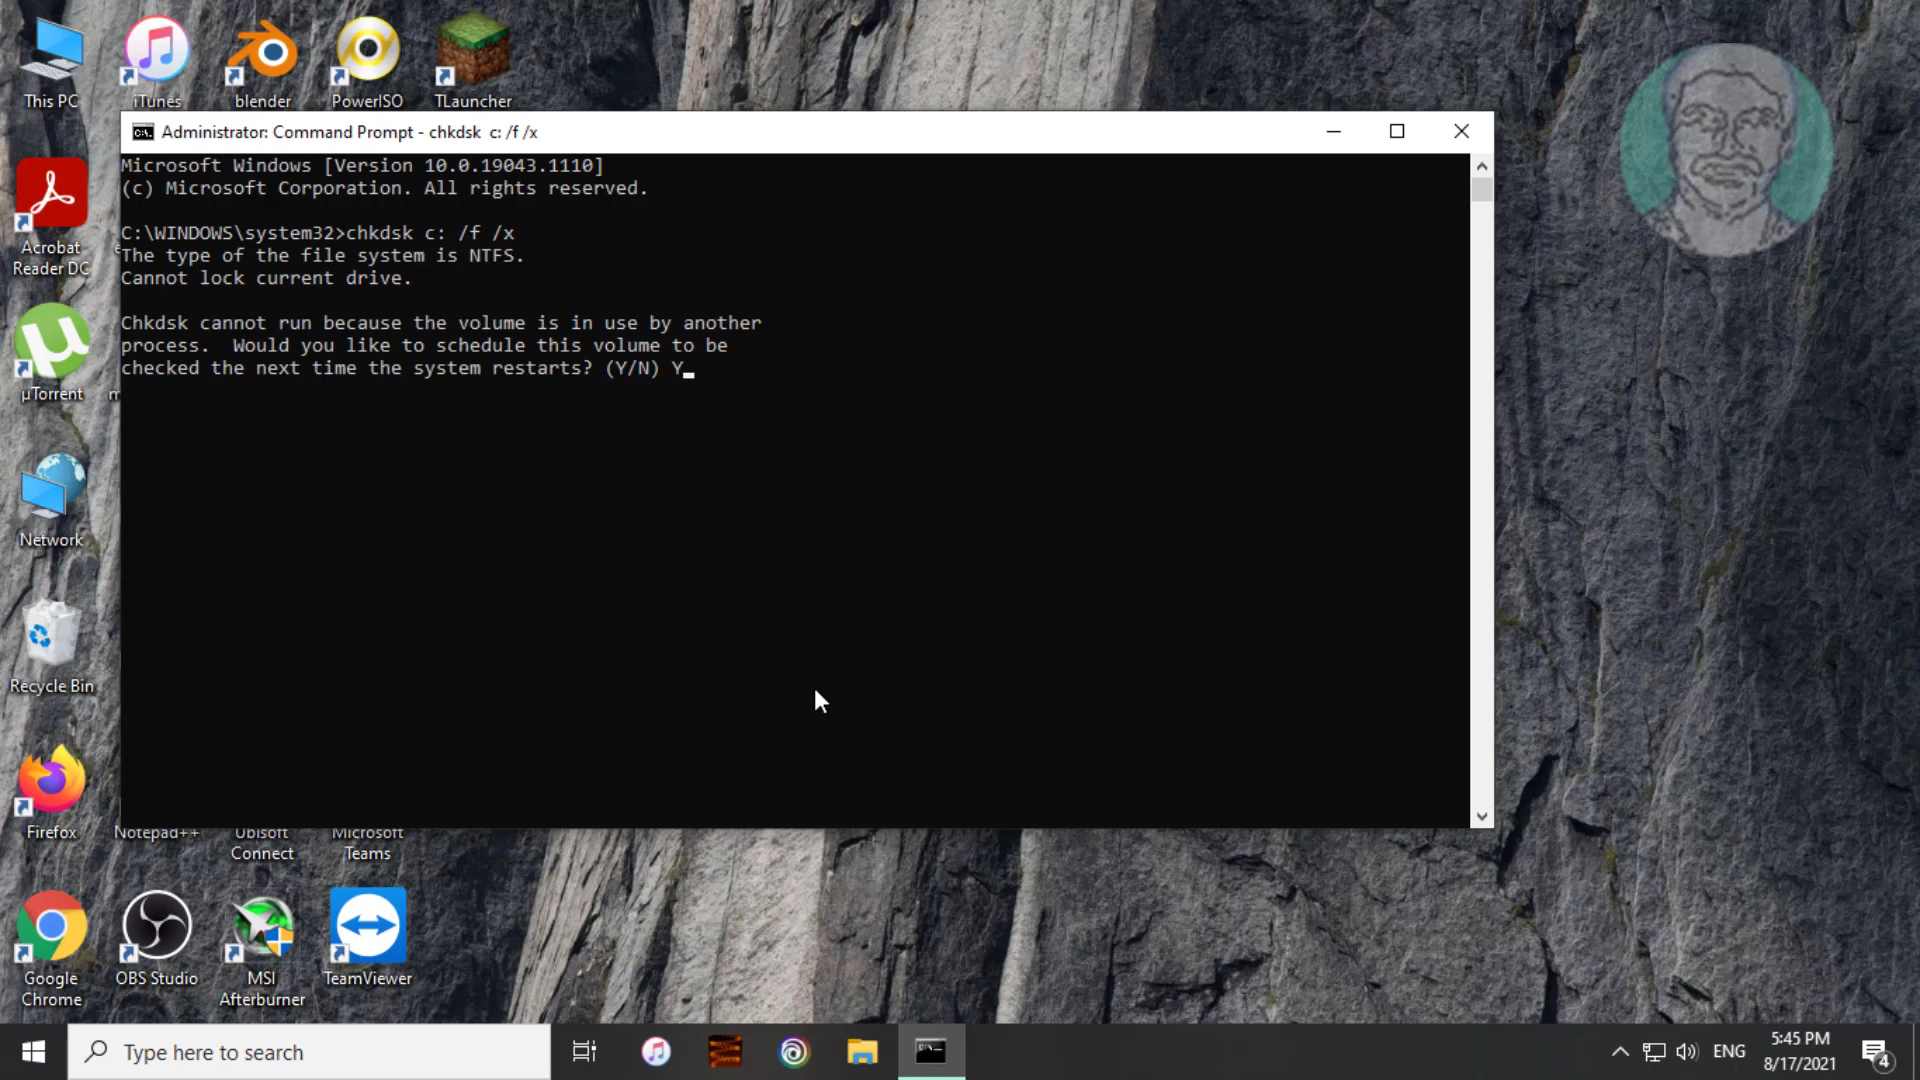 This PC
iTunes
blender
PowerISO
TLauncher
Administrator: Command Prompt - chkdsk  c: /f /x
Microsoft Windows [Version 10.0.19043.1110]
(c) Microsoft Corporation. All rights reserved.
C:\WINDOWS\system32>chkdsk c: /f /x
The type of the file system is NTFS.
Cannot lock current drive.
Chkdsk cannot run because the volume is in use by another
process.  Would you like to schedule this volume to be
checked the next time the system restarts? (Y/N) Y
Acrobat
Reader DC
µTorrent
Network
Recycle Bin
Firefox
Notepad++
Ubisoft
Connect
Microsoft
Teams
Google
Chrome
OBS Studio
MSI
Afterburner
TeamViewer
Type here to search
ENG
5:45 PM
8/17/2021
4